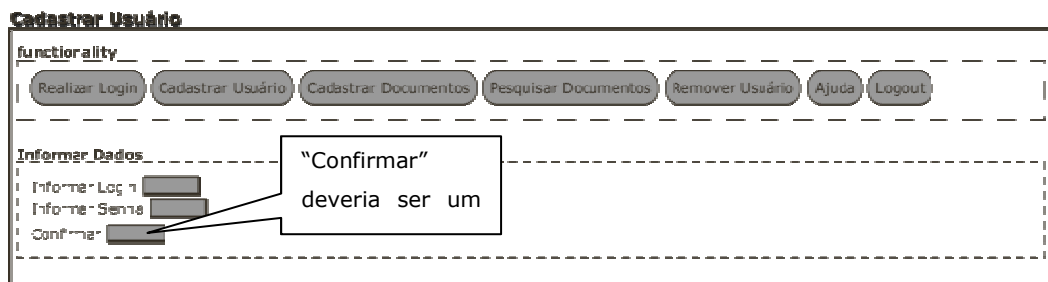 Cadastrar Usuário
functionality
Realizar Login Cadastrar Usuário Cadastrar Documentos Pesquisar Documentos Remover Usuário Ajuda Logout
Informar Dados
Informar Login
Informar Senha
Confirmar
“Confirmar”
deveria ser um